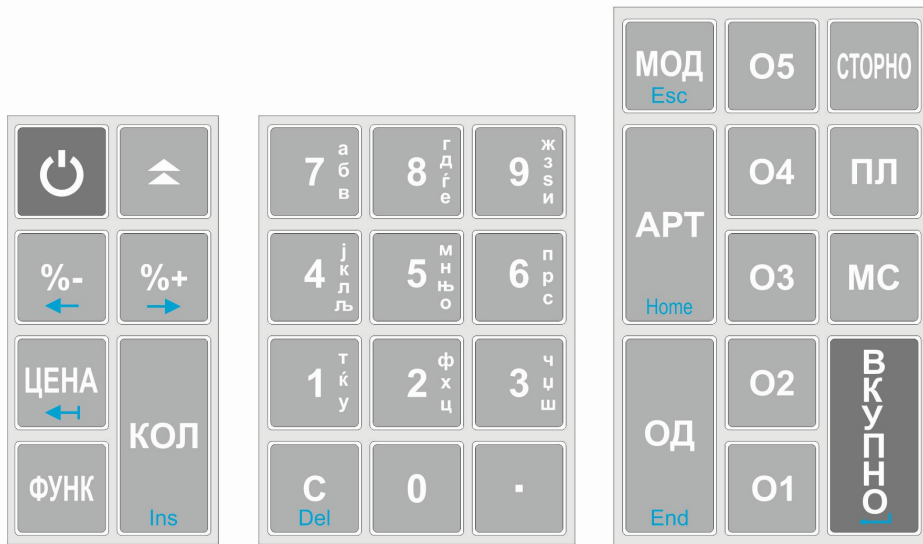 %-
%+
ЦЕНА
КОЛ
Ins
ФУНК
7
а
б
в
8
г
д
ѓ
е
9
ж
з
ѕ
и
4
ј
к
л
љ
5
м
н
њ
о
6
п
р
с
1
т
ќ
у
2
ф
х
ц
3
ч
џ
ш
C
Del
0
.
МОД
Esc
О5
СТОРНО
АРТ
Home
О4
ПЛ
О3
МС
ОД
End
О2
О1
ВКУПНО